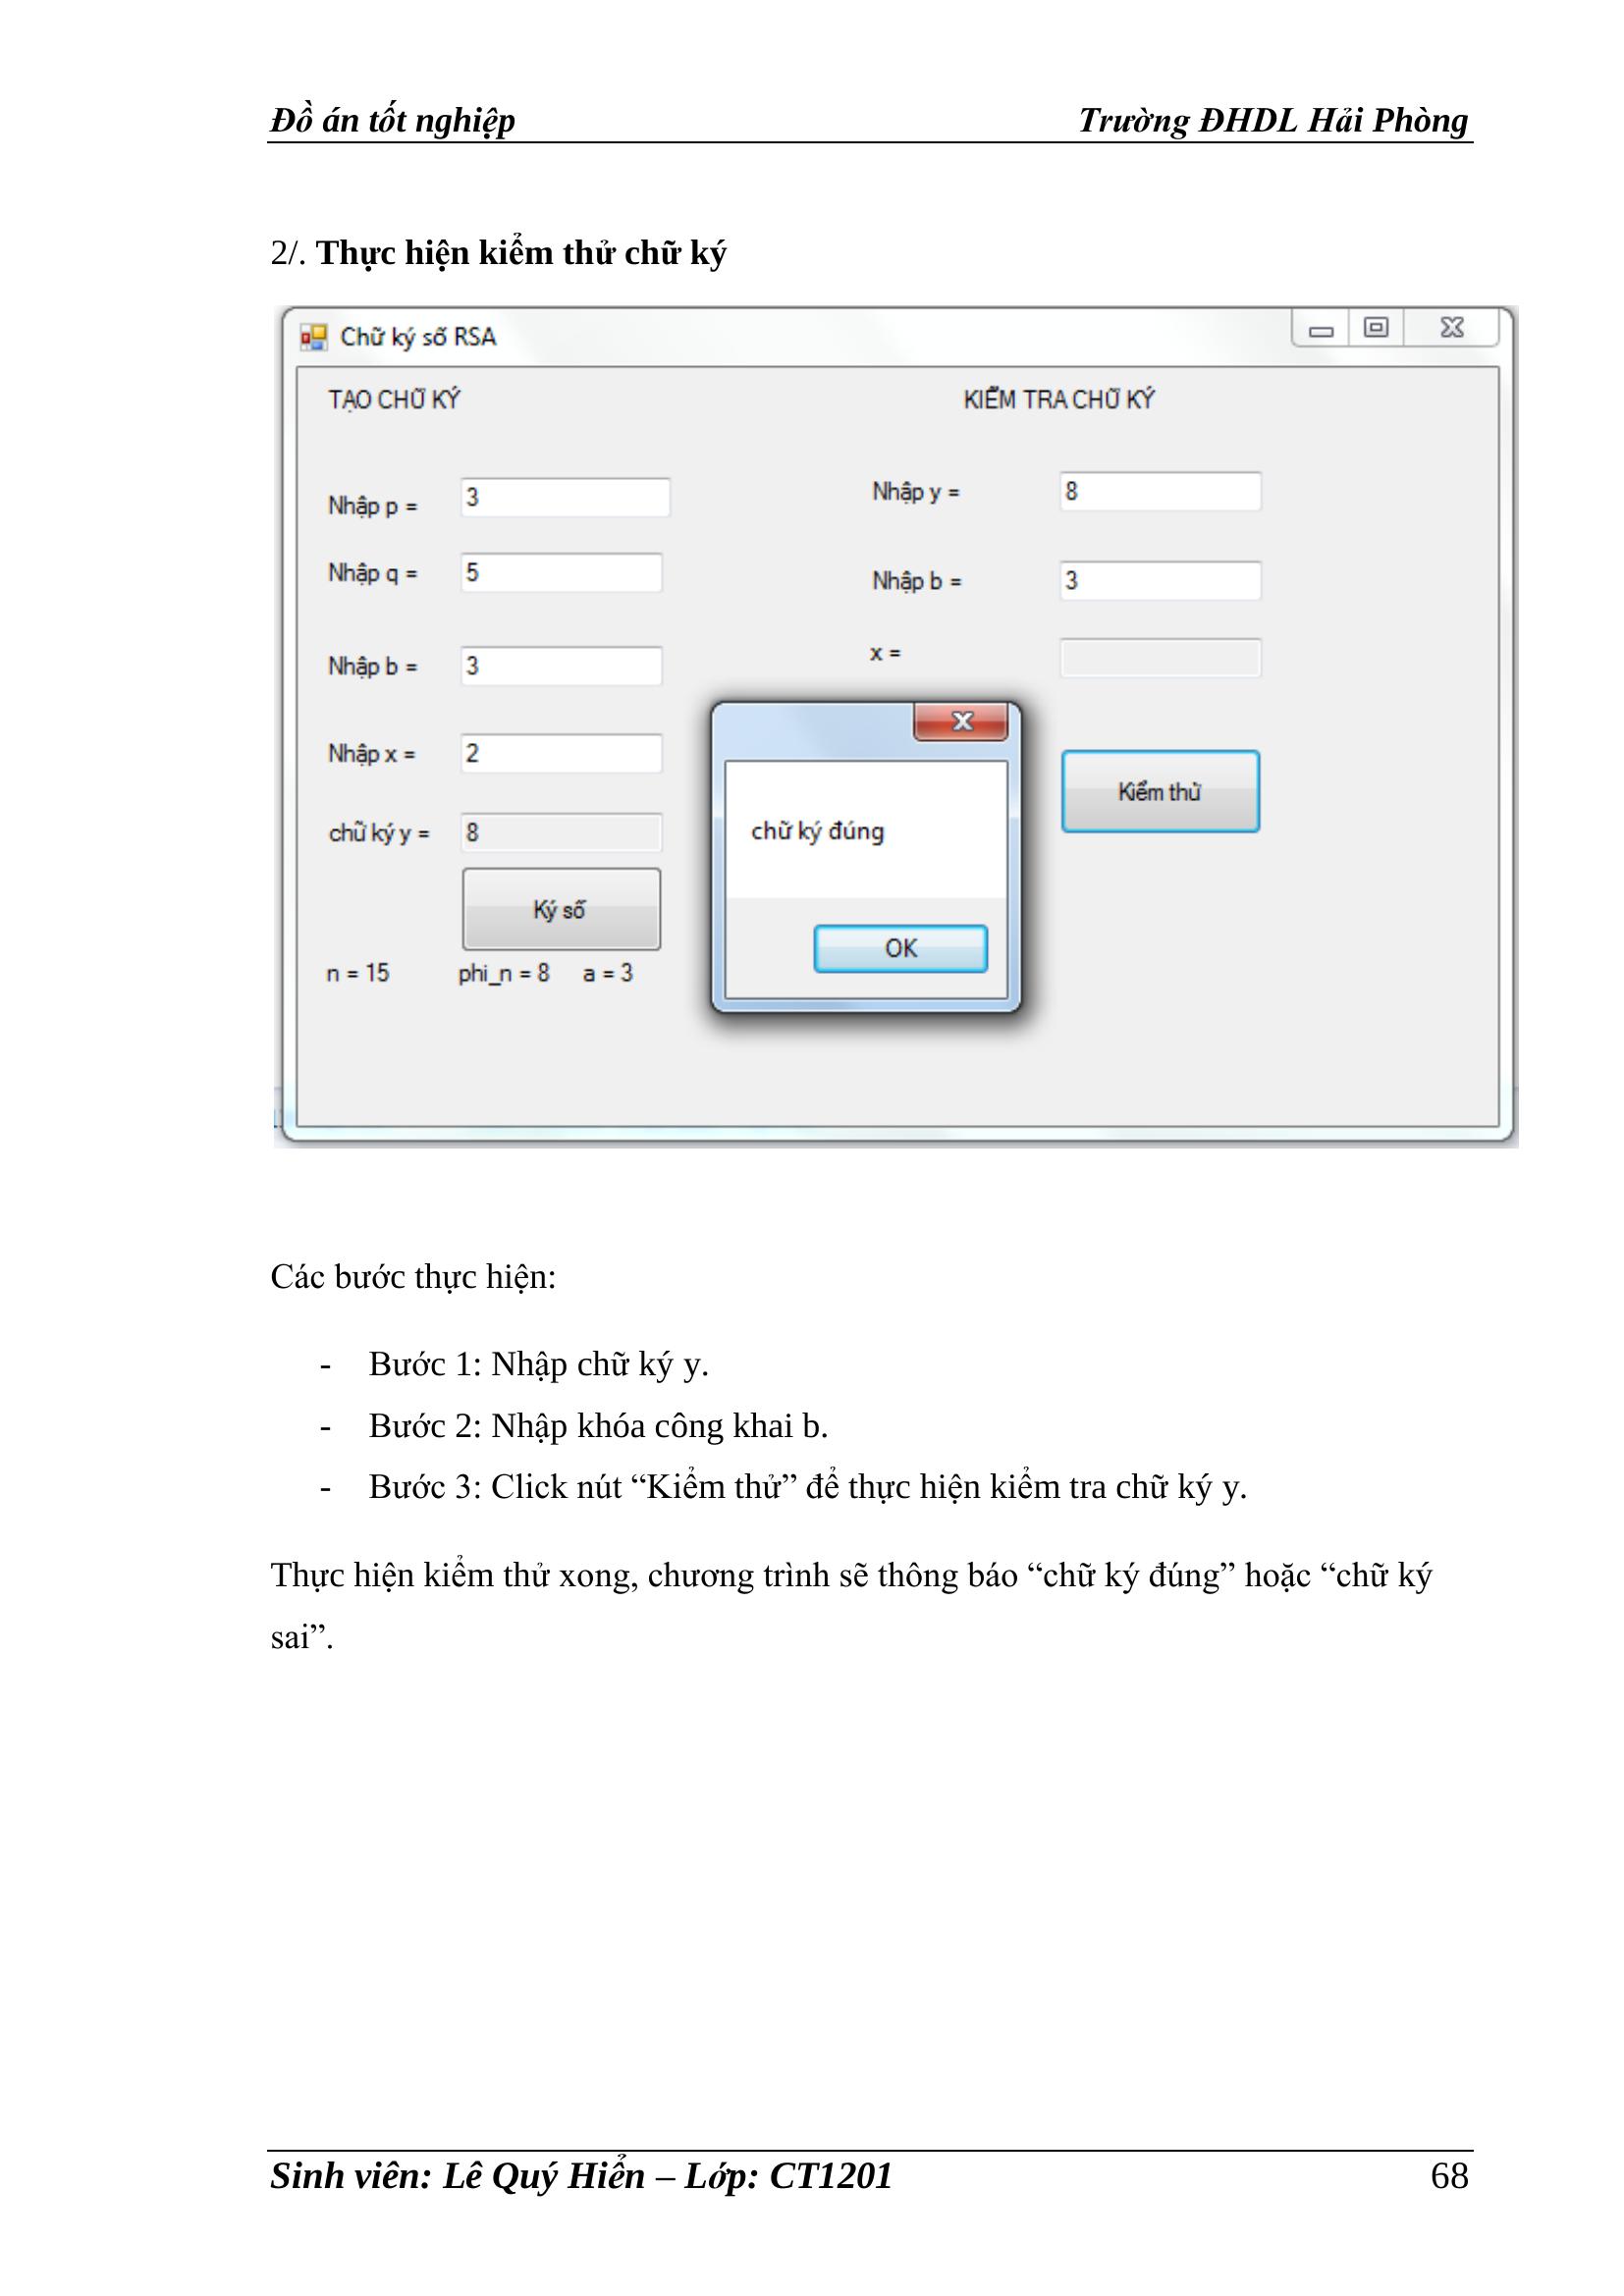 Đồ án tốt nghiệp Trường ĐHDL Hải Phòng
2/. Thực hiện kiểm thử chữ ký
Chữ ký số RSA
TẠO CHỮ KÝ
Nhập p = 3
Nhập q = 5
Nhập b = 3
Nhập x = 2
chữ ký y = 8
Ký số
n = 15 phi_n = 8 a = 3
KIỂM TRA CHỮ KÝ
Nhập y = 8
Nhập b = 3
x =
Kiểm thử
chữ ký đúng
OK
Các bước thực hiện:
- Bước 1: Nhập chữ ký y.
- Bước 2: Nhập khóa công khai b.
- Bước 3: Click nút “Kiểm thử” để thực hiện kiểm tra chữ ký y.
Thực hiện kiểm thử xong, chương trình sẽ thông báo “chữ ký đúng” hoặc “chữ ký
sai”.
Sinh viên: Lê Quý Hiển – Lớp: CT1201 68